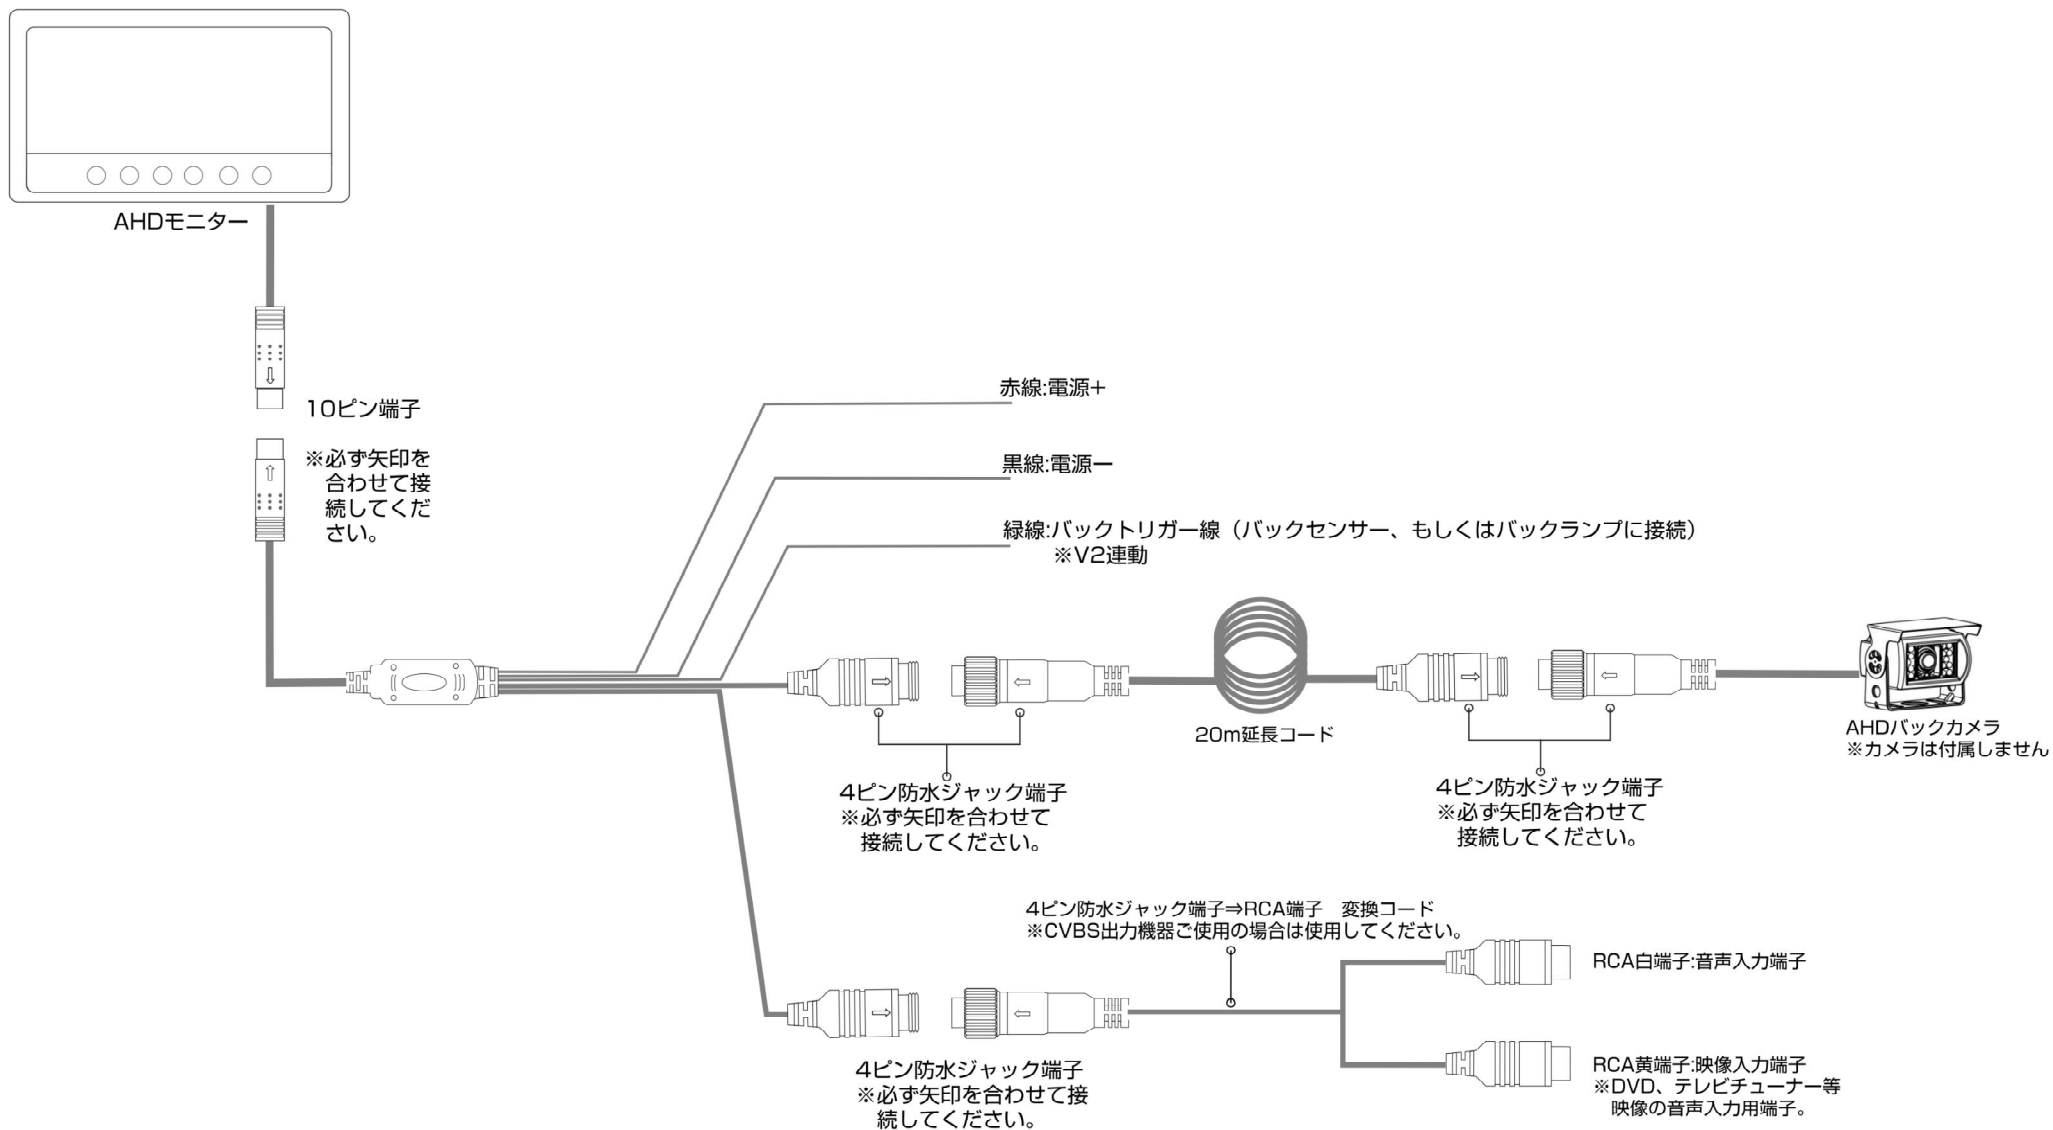 AHDモニター
10ピン端子
※必ず矢印を
合わせて接
続してくだ
さい。
赤線:電源+
黒線:電源ー
緑線:バックトリガー線（バックセンサー、もしくはバックランプに接続）
※V2連動
20m延長コード
AHDバックカメラ
※カメラは付属しません
4ピン防水ジャック端子
※必ず矢印を合わせて
接続してください。
4ピン防水ジャック端子
※必ず矢印を合わせて
接続してください。
4ピン防水ジャック端子⇒RCA端子　変換コード
※CVBS出力機器ご使用の場合は使用してください。
RCA白端子:音声入力端子
4ピン防水ジャック端子
※必ず矢印を合わせて接
続してください。
RCA黄端子:映像入力端子
※DVD、テレビチューナー等
映像の音声入力用端子。